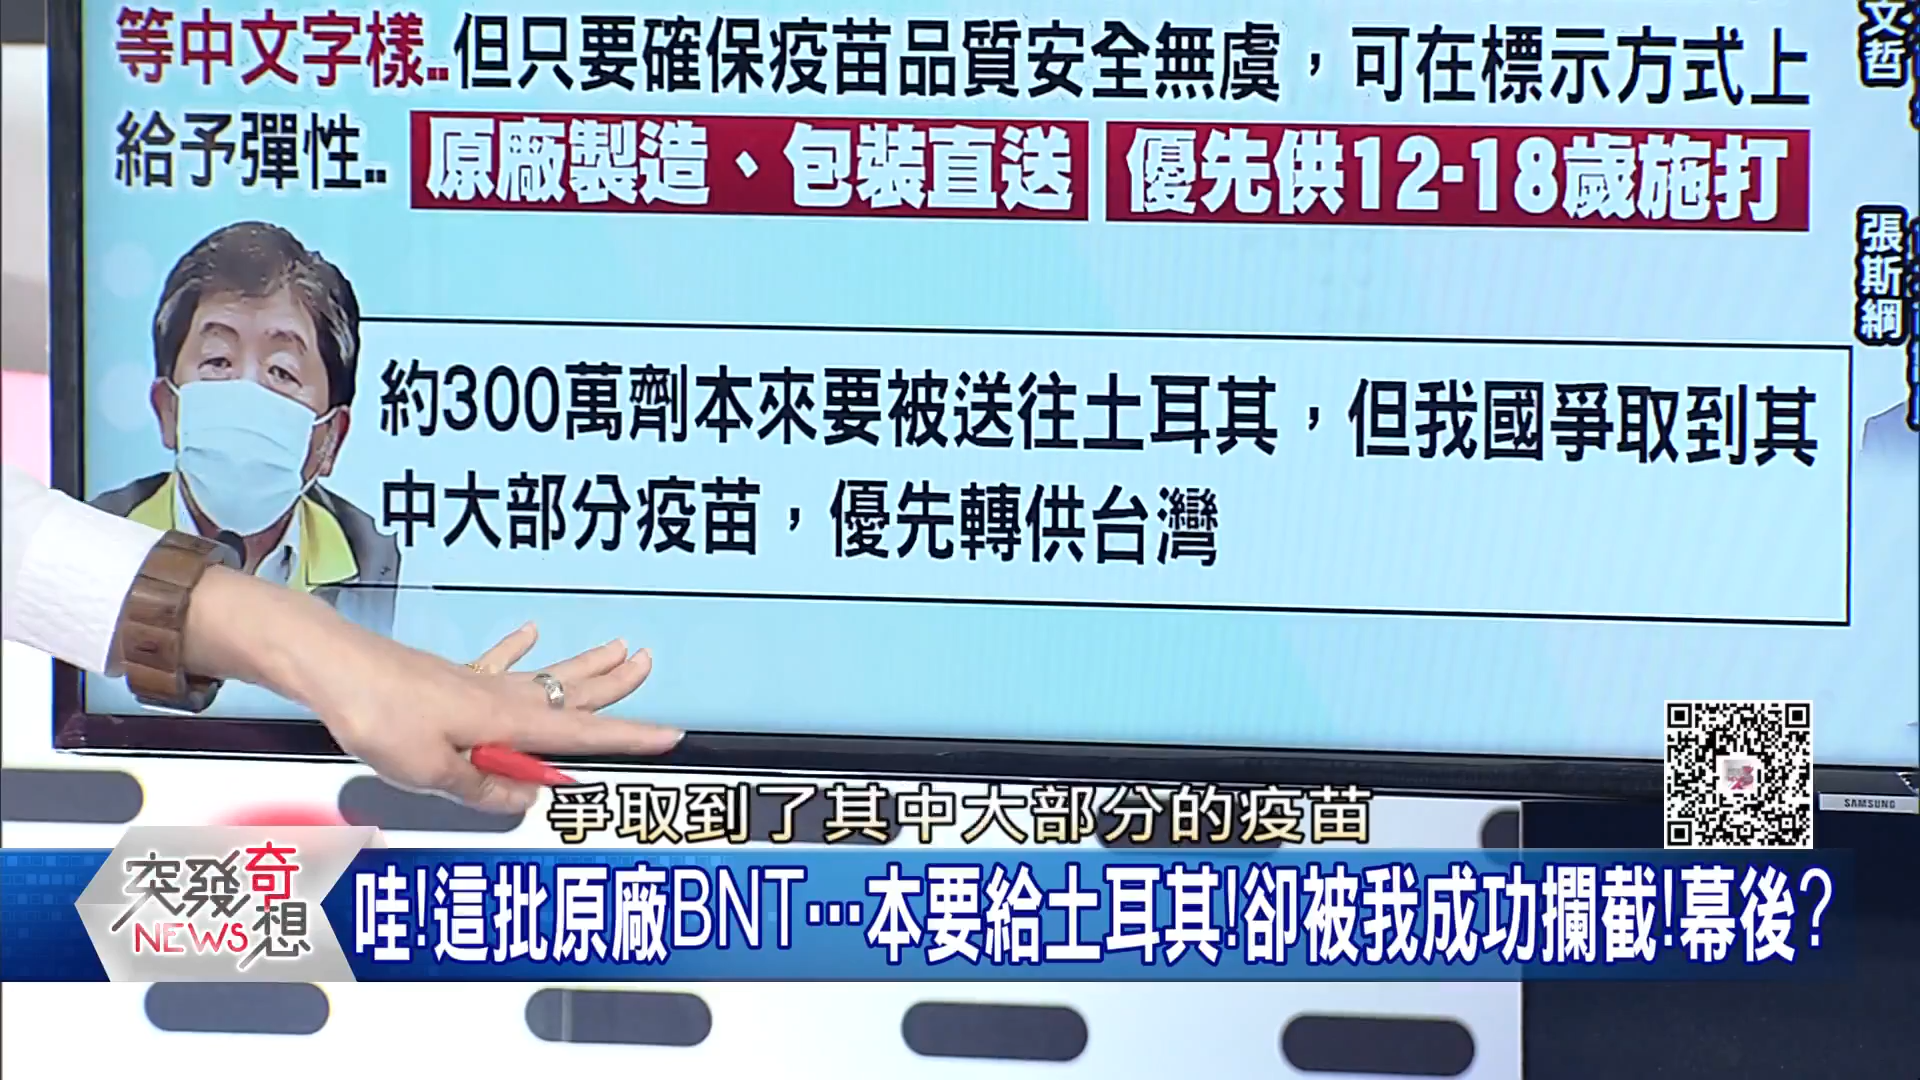 等中文字樣..但只要確保疫苗品質安全無虞，可在標示方式上
給予彈性..原廠製造、包裝直送 優先供12-18歲施打
約300萬劑本來要被送往土耳其，但我國爭取到其
中大部分疫苗，優先轉供台灣
文哲
張斯綱
SAMSUNG
爭取到了其中大部分的疫苗
突發奇想
NEWS
哇!這批原廠BNT…本要給土耳其!卻被我成功攔截!幕後?